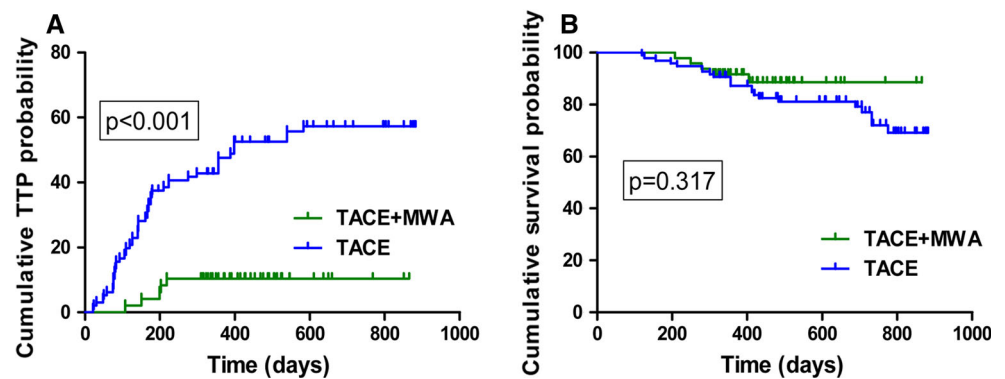 A
Cumulative TTP probability
80
60
40
20
0
p<0.001
TACE+MWA
TACE
0 200 400 600 800 1000
Time (days)
B
Cumulative survival probability
100
80
60
40
20
0
p=0.317
TACE+MWA
TACE
0 200 400 600 800 1000
Time (days)